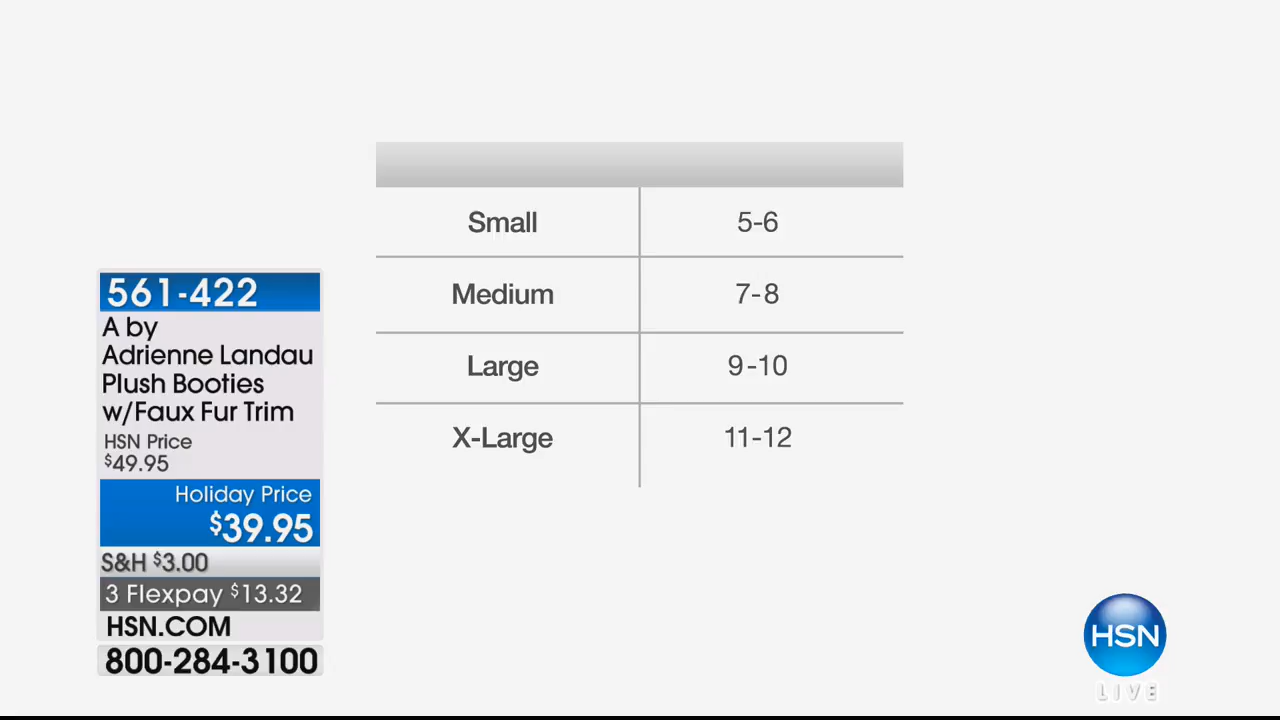 Small 5-6
Medium 7-8
Large 9-10
X-Large 11-12
561-422
A by
Adrienne Landau
Plush Booties
w/Faux Fur Trim
HSN Price
$49.95
Holiday Price
$39.95
S&H $3.00
3 Flexpay $13.32
HSN.COM
800-284-3100
HSN
LIVE